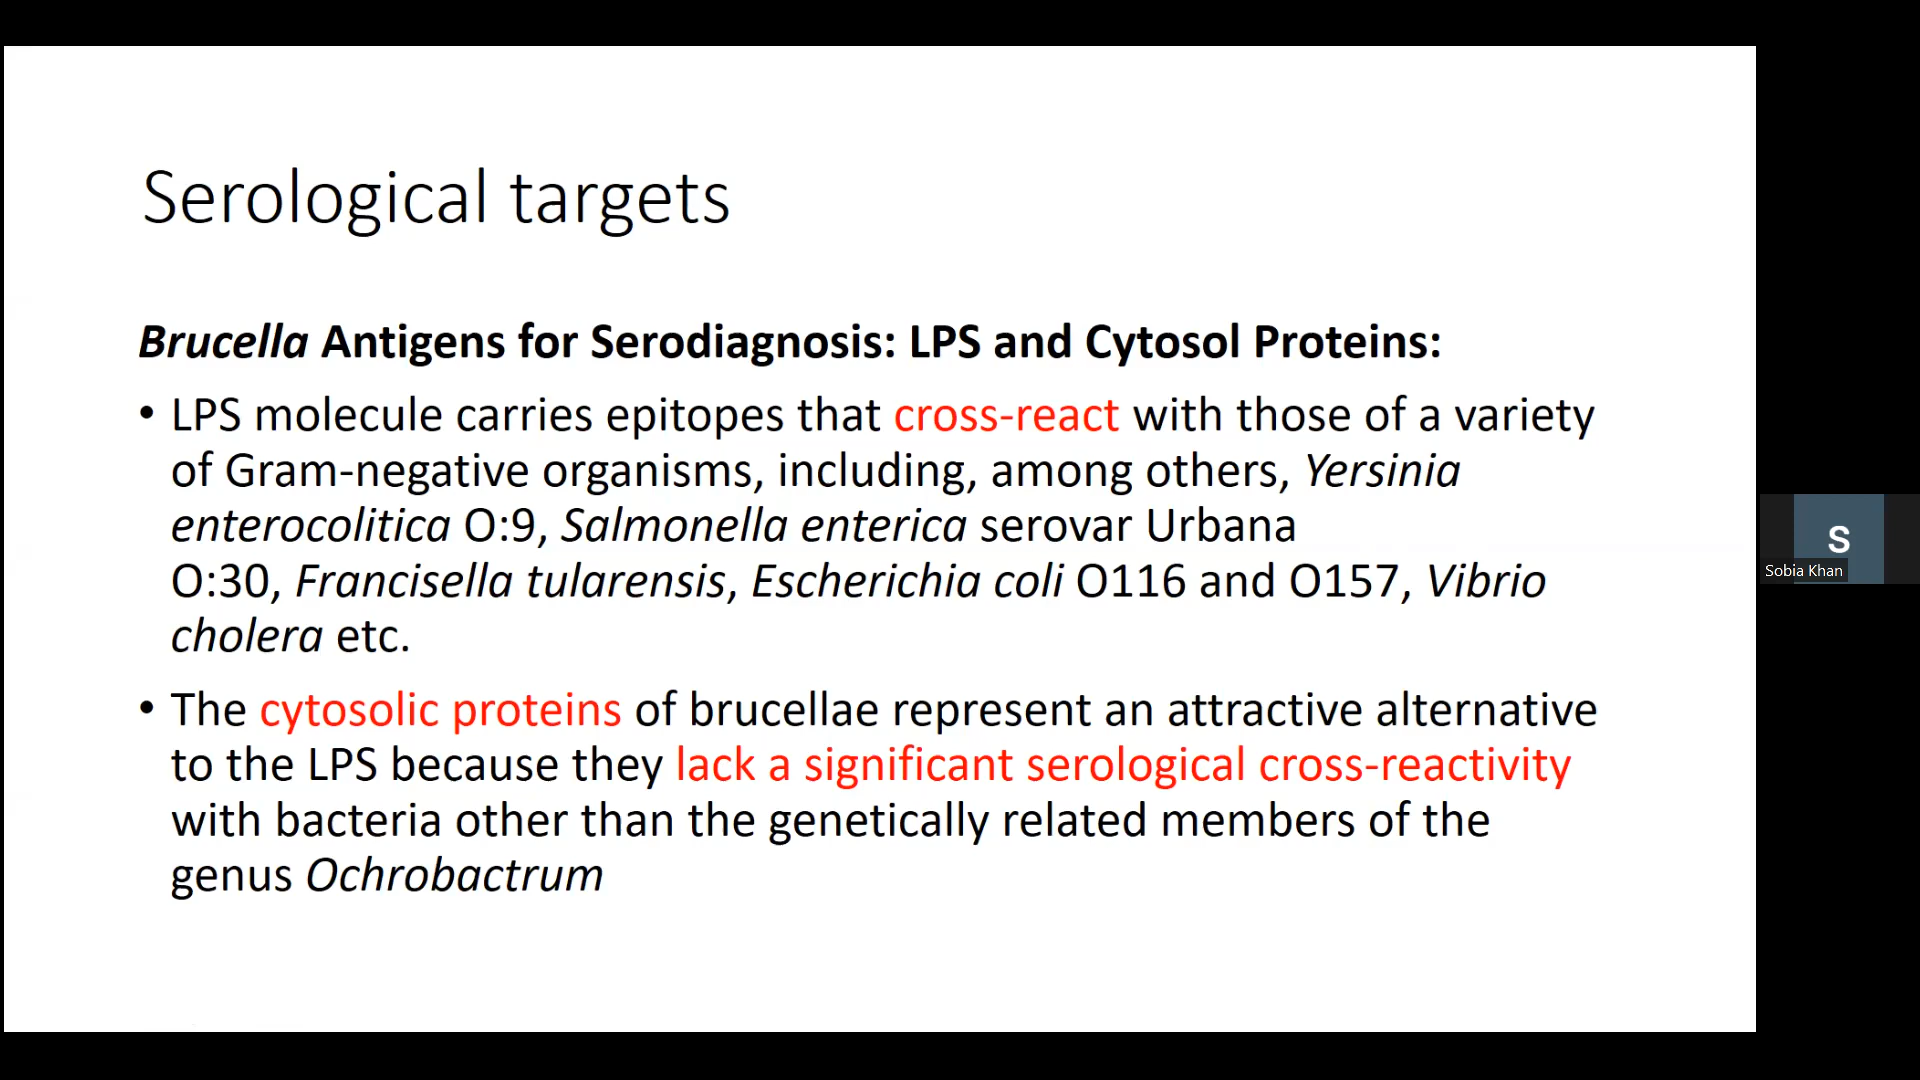 Serological targets
Brucella Antigens for Serodiagnosis: LPS and Cytosol Proteins:
• LPS molecule carries epitopes that cross-react with those of a variety
of Gram-negative organisms, including, among others, Yersinia
enterocolitica O:9, Salmonella enterica serovar Urbana
O:30, Francisella tularensis, Escherichia coli O116 and O157, Vibrio
cholera etc.
• The cytosolic proteins of brucellae represent an attractive alternative
to the LPS because they lack a significant serological cross-reactivity
with bacteria other than the genetically related members of the
genus Ochrobactrum
S
Sobia Khan